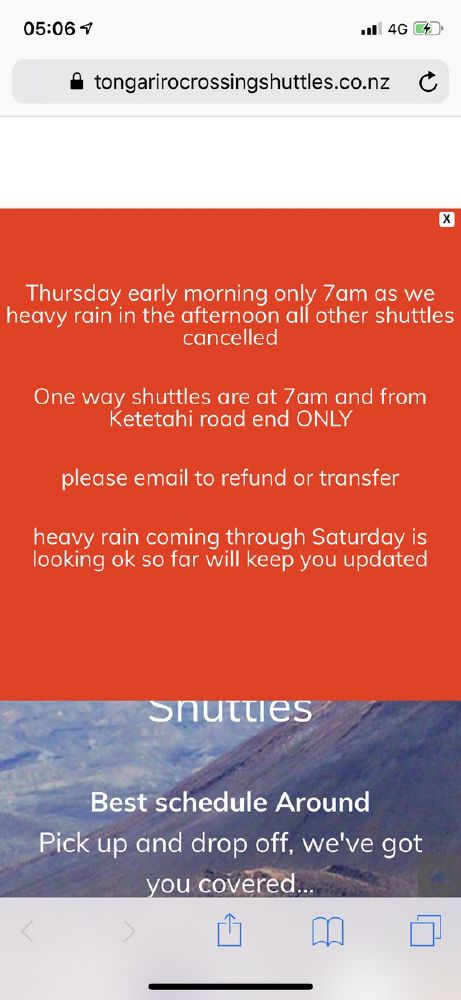 05:06
4G
tongarirocrossingshuttles.co.nz
X
Thursday early morning only 7am as we
heavy rain in the afternoon all other shuttles
cancelled
One way shuttles are at 7am and from
Ketetahi road end ONLY
please email to refund or transfer
heavy rain coming through Saturday is
looking ok so far will keep you updated
Shuttles
Best schedule Around
Pick up and drop off, we've got
you covered...